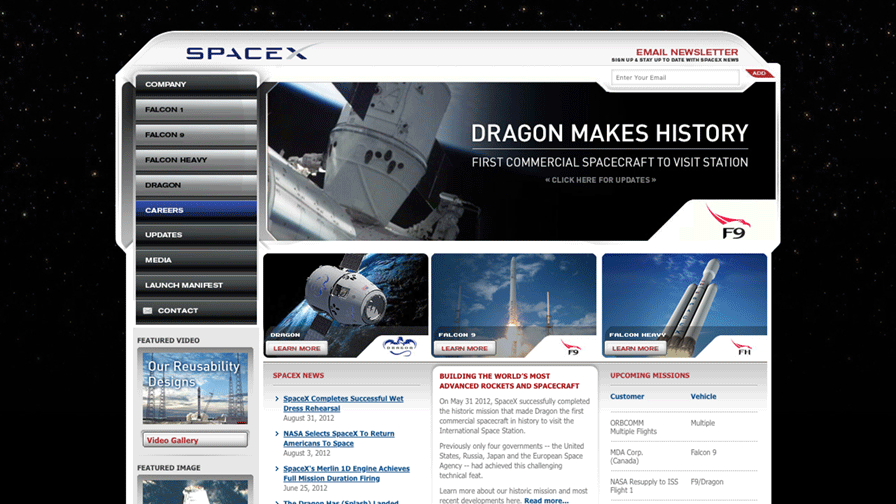 SPACEX
EMAIL NEWSLETTER
SIGN UP & STAY UP TO DATE WITH SPACEX NEWS
Enter Your Email
ADD
COMPANY
FALCON 1
FALCON 9
FALCON HEAVY
DRAGON
CAREERS
UPDATES
MEDIA
LAUNCH MANIFEST
CONTACT
DRAGON MAKES HISTORY
FIRST COMMERCIAL SPACECRAFT TO VISIT STATION
« CLICK HERE FOR UPDATES »
F9
DRAGON
LEARN MORE
DRAGON
FALCON 9
LEARN MORE
F9
FALCON HEAVY
LEARN MORE
FH
FEATURED VIDEO
Our Reusability
Designs
Video Gallery
FEATURED IMAGE
SPACEX NEWS
SpaceX Completes Successful Wet
Dress Rehearsal
August 31, 2012
NASA Selects SpaceX To Return
Americans To Space
August 3, 2012
SpaceX's Merlin 1D Engine Achieves
Full Mission Duration Firing
June 25, 2012
The Dragon Has (Splash) Landed
BUILDING THE WORLD'S MOST
ADVANCED ROCKETS AND SPACECRAFT
On May 31 2012, SpaceX successfully completed
the historic mission that made Dragon the first
commercial spacecraft in history to visit the
International Space Station.
Previously only four governments -- the United
States, Russia, Japan and the European Space
Agency -- had achieved this challenging
technical feat.
Learn more about our historic mission and most
recent developments here. Read more...
UPCOMING MISSIONS
Customer Vehicle
ORBCOMM Multiple
Multiple Flights
MDA Corp. Falcon 9
(Canada)
NASA Resupply to ISS F9/Dragon
Flight 1